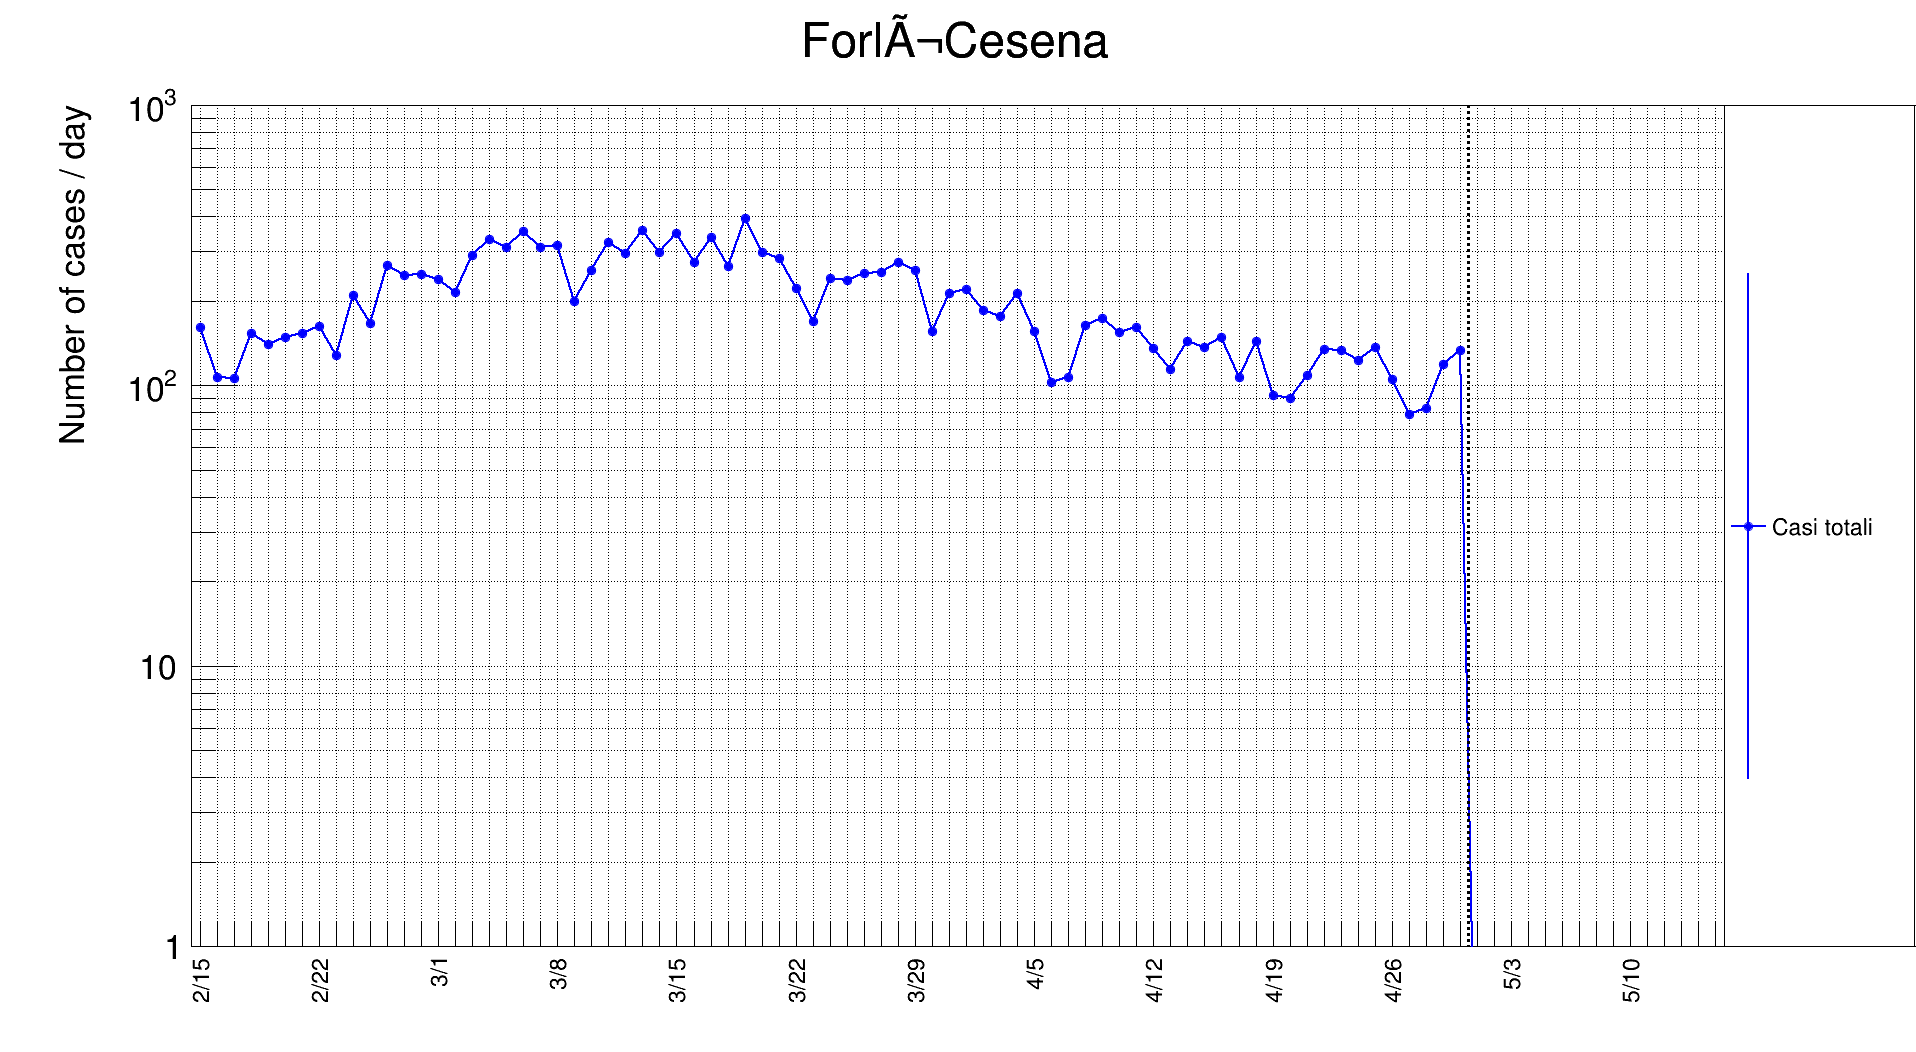 ForlÃ¬Cesena
Number of cases / day
10³
10²
10
1
2/15 2/22 3/1 3/8 3/15 3/22 3/29 4/5 4/12 4/19 4/26 5/3 5/10
Casi totali